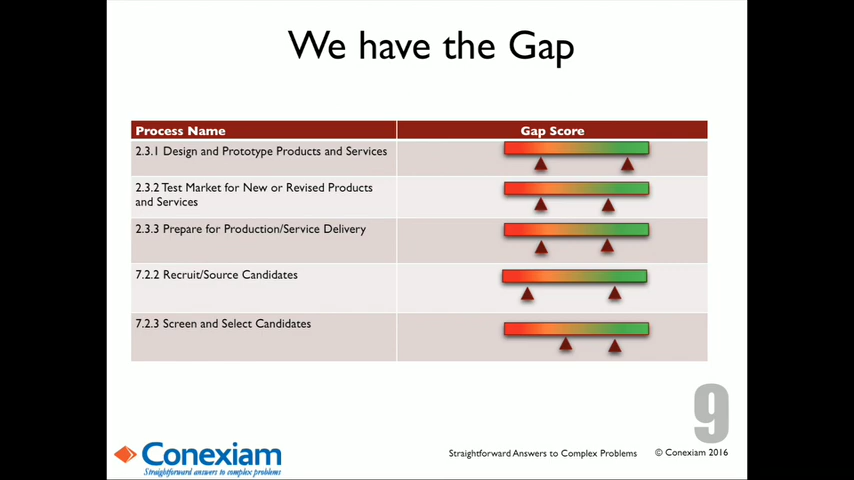 We have the Gap
Process Name
Gap Score
2.3.1 Design and Prototype Products and Services
2.3.2 Test Market for New or Revised Products
and Services
2.3.3 Prepare for Production/Service Delivery
7.2.2 Recruit/Source Candidates
7.2.3 Screen and Select Candidates
9
Conexiam
Straightforward answers to complex problems
Straightforward Answers to Complex Problems
© Conexiam 2016